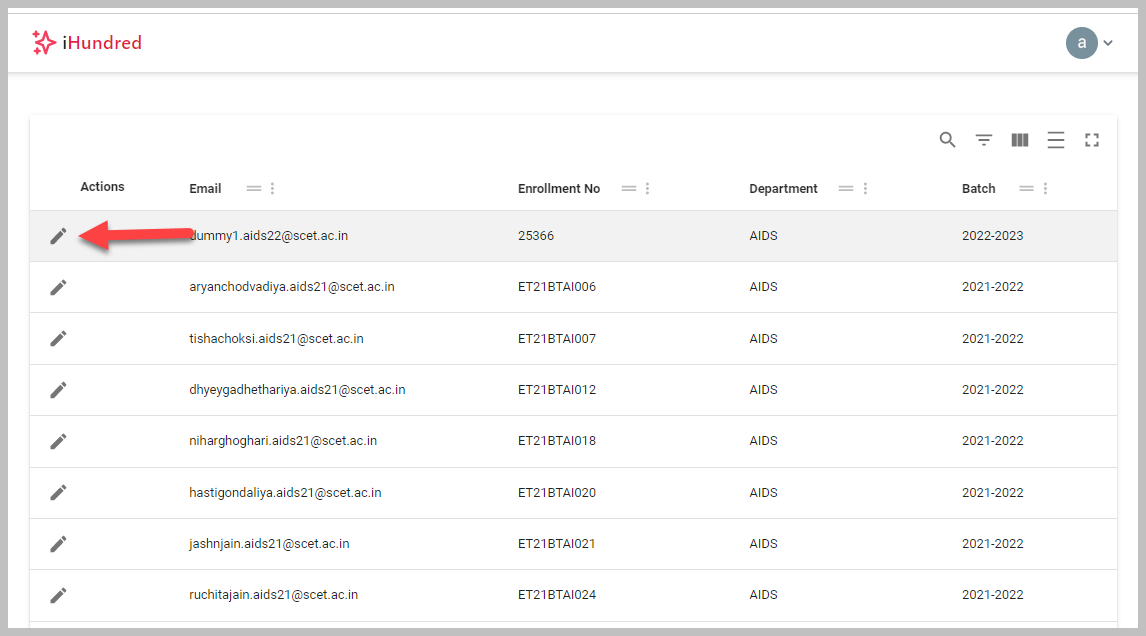 iHundred
a
Actions Email Enrollment No Department Batch
dummy1.aids22@scet.ac.in 25366 AIDS 2022-2023
aryanchodvadiya.aids21@scet.ac.in ET21BTAI006 AIDS 2021-2022
tishachoksi.aids21@scet.ac.in ET21BTAI007 AIDS 2021-2022
dhyeygadhethariya.aids21@scet.ac.in ET21BTAI012 AIDS 2021-2022
niharghoghari.aids21@scet.ac.in ET21BTAI018 AIDS 2021-2022
hastigondaliya.aids21@scet.ac.in ET21BTAI020 AIDS 2021-2022
jashnjain.aids21@scet.ac.in ET21BTAI021 AIDS 2021-2022
ruchitajain.aids21@scet.ac.in ET21BTAI024 AIDS 2021-2022